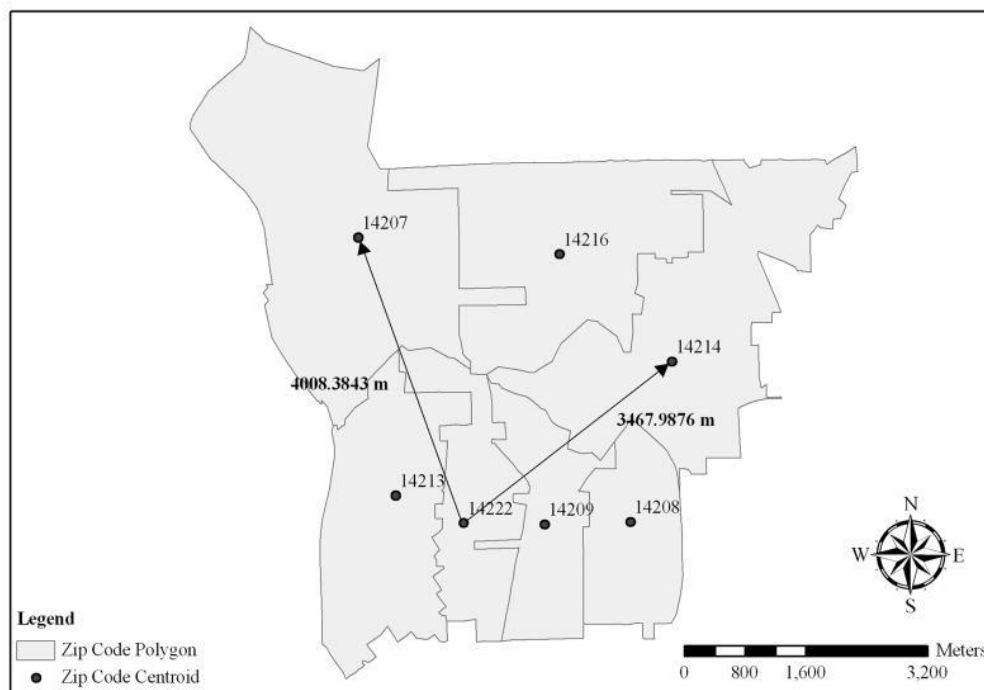 14207
14216
14214
4008.3843 m
3467.9876 m
14213
14222
14209
14208
N
W E
S
Legend
Zip Code Polygon
Zip Code Centroid
Meters
0 800 1,600 3,200